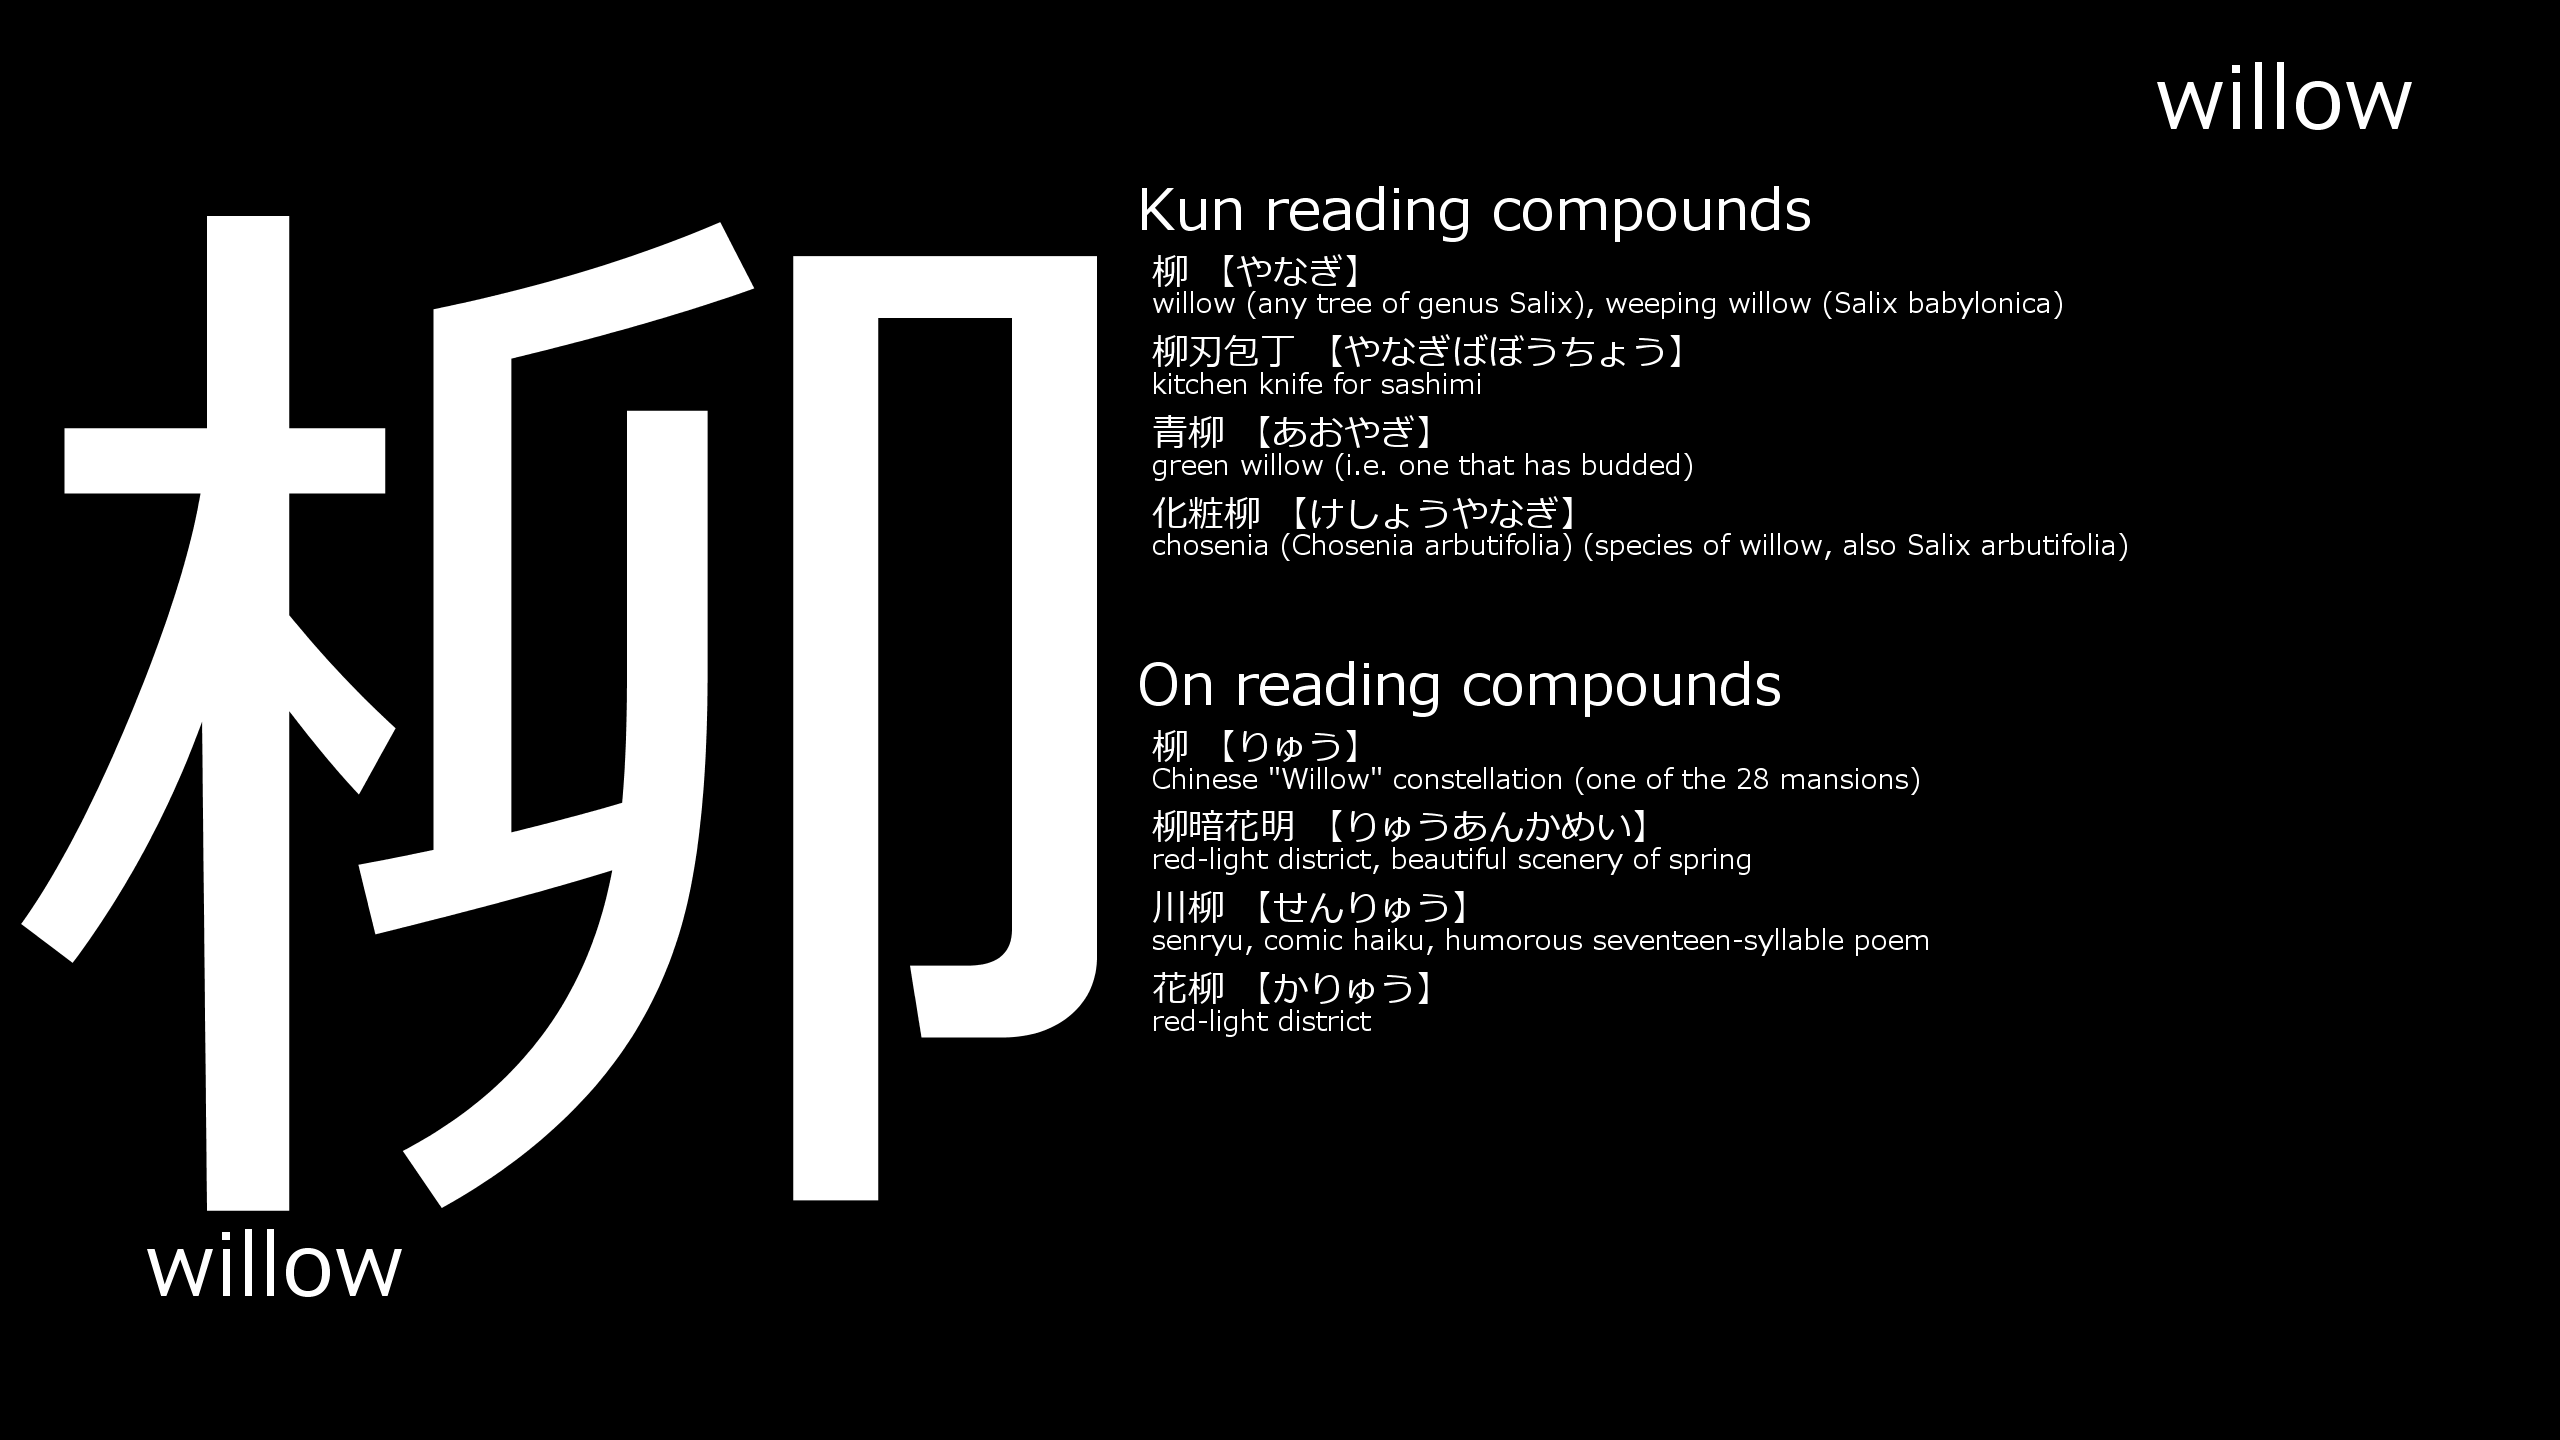 willow
柳
willow
Kun reading compounds
柳 【やなぎ】
willow (any tree of genus Salix), weeping willow (Salix babylonica)
柳刃包丁 【やなぎばぼうちょう】
kitchen knife for sashimi
青柳 【あおやぎ】
green willow (i.e. one that has budded)
化粧柳 【けしょうやなぎ】
chosenia (Chosenia arbutifolia) (species of willow, also Salix arbutifolia)
On reading compounds
柳 【りゅう】
Chinese "Willow" constellation (one of the 28 mansions)
柳暗花明 【りゅうあんかめい】
red-light district, beautiful scenery of spring
川柳 【せんりゅう】
senryu, comic haiku, humorous seventeen-syllable poem
花柳 【かりゅう】
red-light district